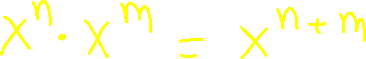 xⁿ · xᵐ = xⁿ⁺ᵐ